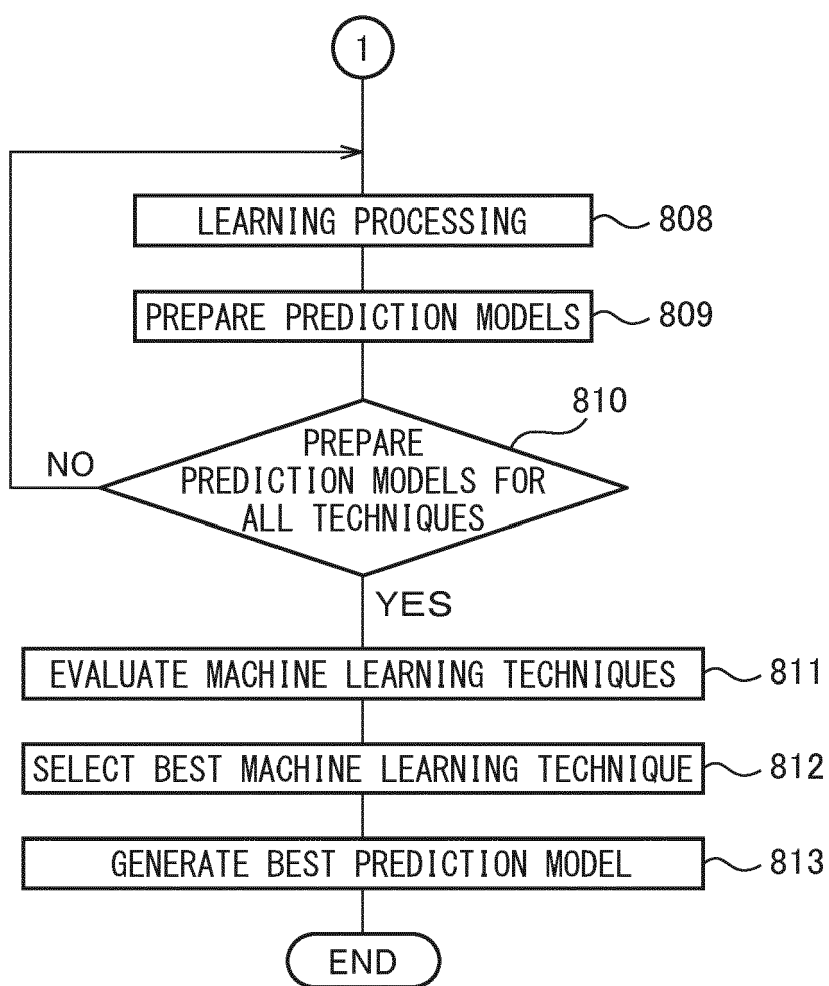 1
LEARNING PROCESSING
808
PREPARE PREDICTION MODELS
809
810
PREPARE
PREDICTION MODELS FOR
ALL TECHNIQUES
NO
YES
EVALUATE MACHINE LEARNING TECHNIQUES
811
SELECT BEST MACHINE LEARNING TECHNIQUE
812
GENERATE BEST PREDICTION MODEL
813
END